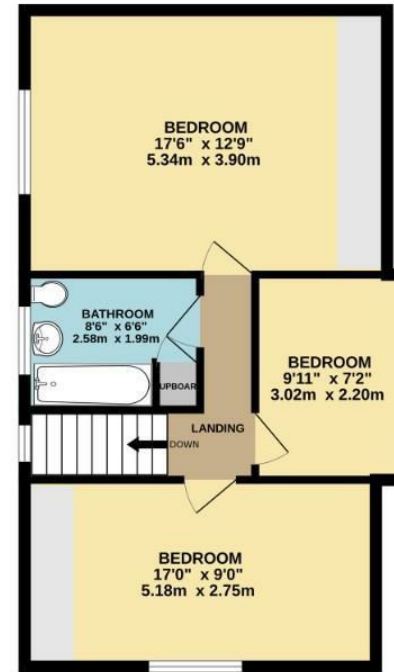 BEDROOM
17'6" x 12'9"
5.34m x 3.90m
BATHROOM
8'6" x 6'6"
2.58m x 1.99m
UPBOAR
BEDROOM
9'11" x 7'2"
3.02m x 2.20m
LANDING
DOWN
BEDROOM
17'0" x 9'0"
5.18m x 2.75m